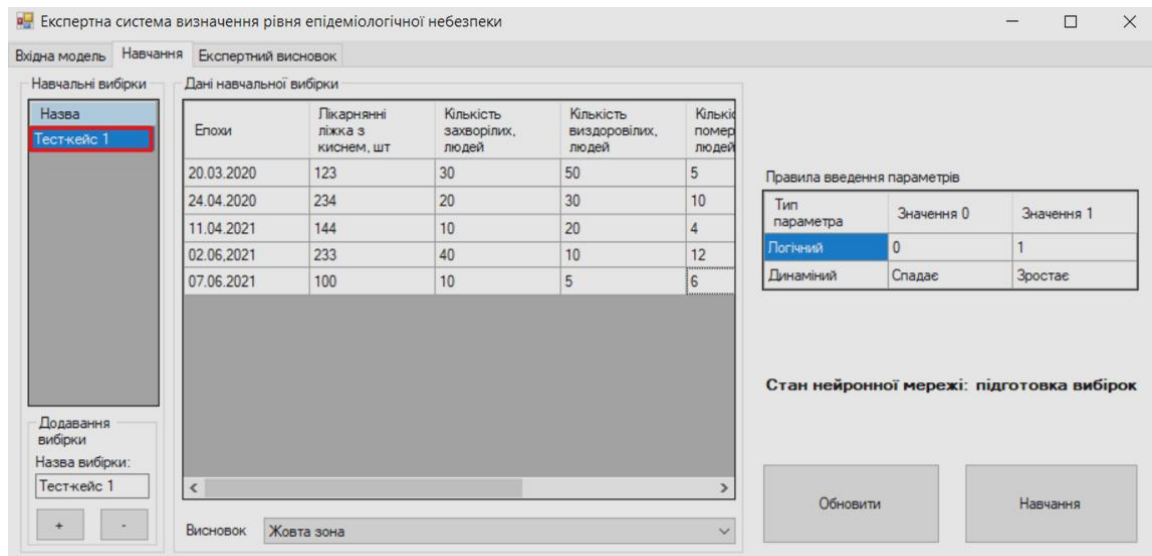 Експертна система визначення рівня епідеміологічної небезпеки
Вхідна модель Навчання Експертний висновок
Навчальні вибірки
Назва
Тест-кейс 1
Додавання
вибірки
Назва вибірки:
Тест-кейс 1
+ -
Дані навчальної вибірки
Епохи
Лікарнянні
ліжка з
киснем, шт
Кількість
захворілих,
людей
Кількість
виздоровілих,
людей
Кількіс
помер
людей
20.03.2020 123 30 50 5
24.04.2020 234 20 30 10
11.04.2021 144 10 20 4
02.06,2021 233 40 10 12
07.06.2021 100 10 5 6
Висновок Жовта зона
Правила введення параметрів
Тип
параметра
Значення 0 Значення 1
Логічний 0 1
Динаміний Спадає Зростає
Стан нейронної мережі: підготовка вибірок
Обновити Навчання